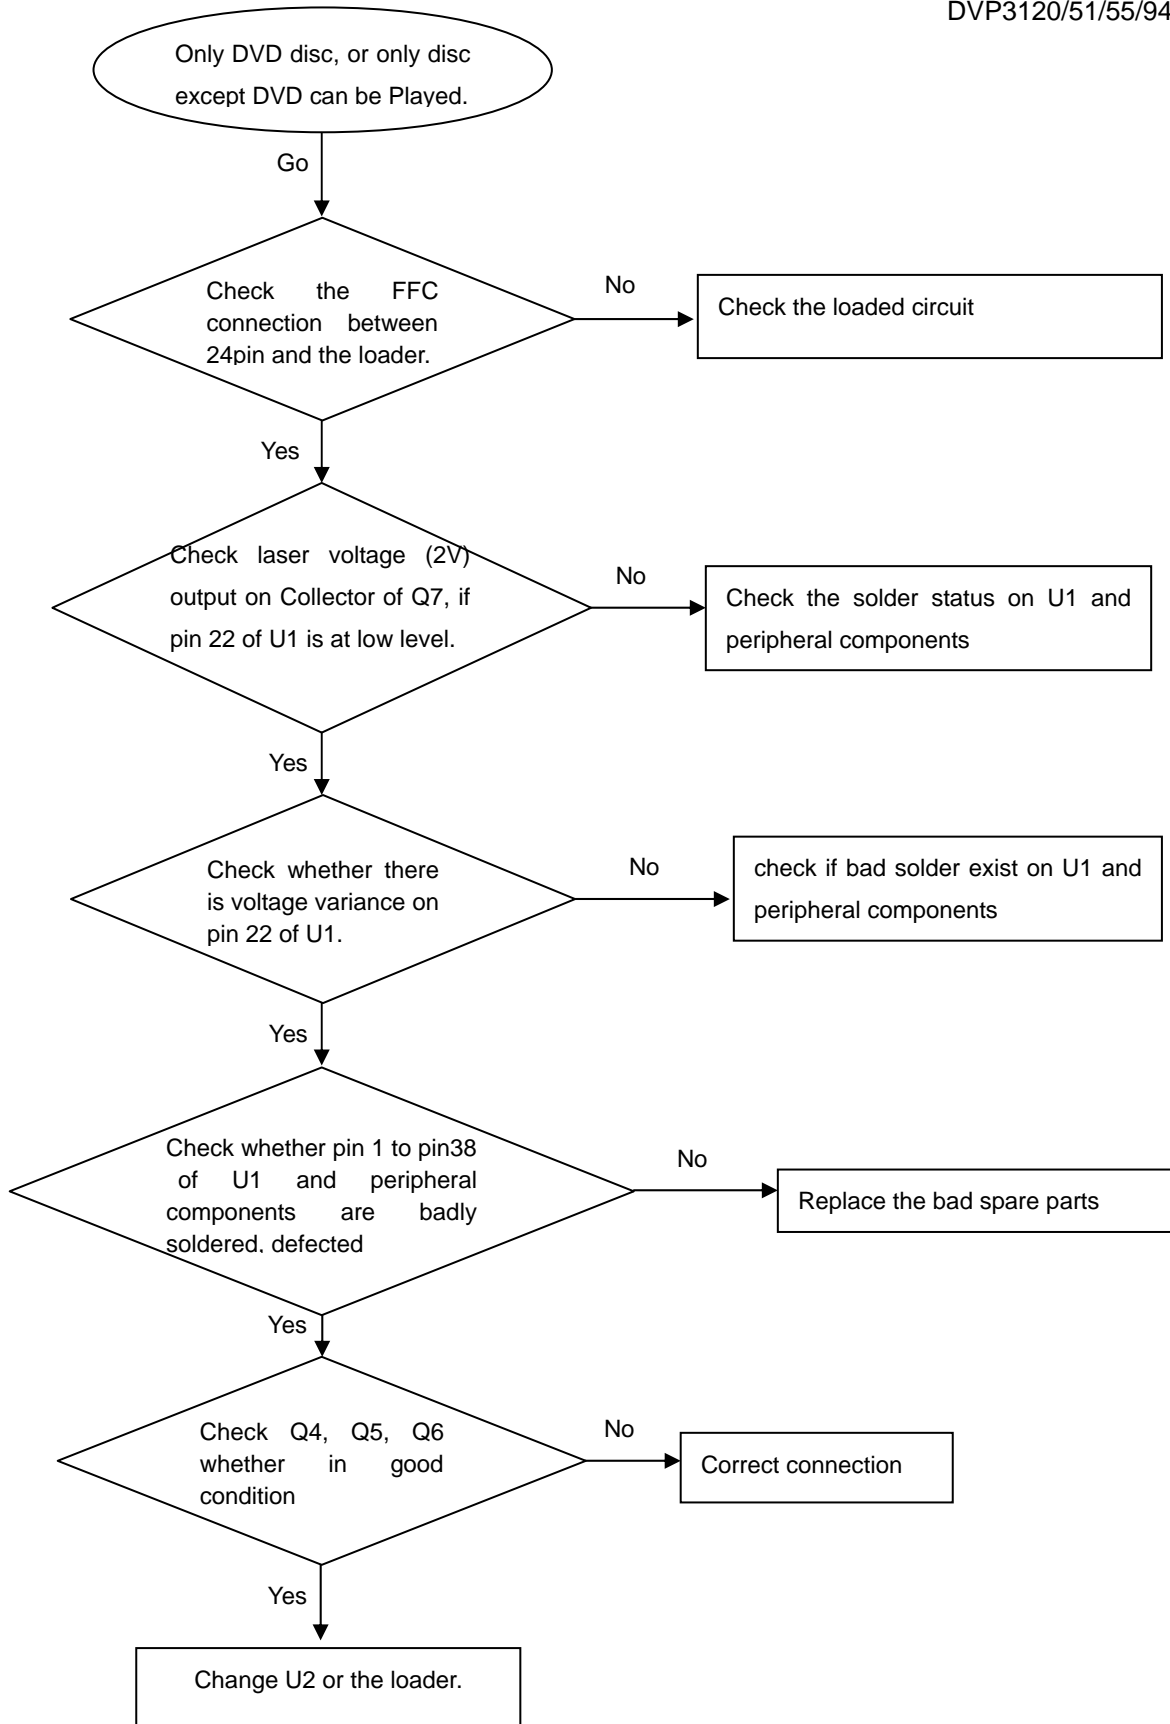 DVP3120/51/55/94
Only DVD disc, or only disc
except DVD can be Played.
Go
Check the FFC
connection between
24pin and the loader.
No
Check the loaded circuit
Yes
Check laser voltage (2V)
output on Collector of Q7, if
pin 22 of U1 is at low level.
No
Check the solder status on U1 and
peripheral components
Yes
Check whether there
is voltage variance on
pin 22 of U1.
No
check if bad solder exist on U1 and
peripheral components
Yes
Check whether pin 1 to pin38
of U1 and peripheral
components are badly
soldered, defected
No
Replace the bad spare parts
Yes
Check Q4, Q5, Q6
whether in good
condition
No
Correct connection
Yes
Change U2 or the loader.